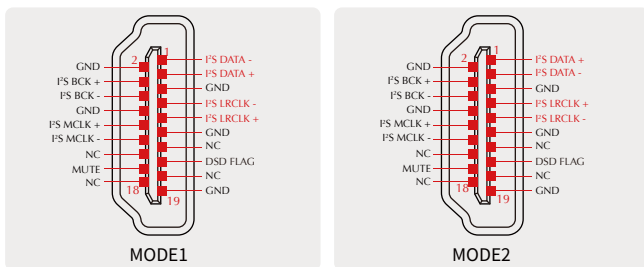 2
1
GND
I²S BCK +
I²S BCK -
GND
I²S MCLK +
I²S MCLK -
NC
MUTE
NC
18
I²S DATA -
I²S DATA +
GND
I²S LRCLK -
I²S LRCLK +
GND
NC
DSD FLAG
NC
GND
19
MODE1
2
1
GND
I²S BCK +
I²S BCK -
GND
I²S MCLK +
I²S MCLK -
NC
MUTE
NC
18
I²S DATA +
I²S DATA -
GND
I²S LRCLK +
I²S LRCLK -
GND
NC
DSD FLAG
NC
GND
19
MODE2